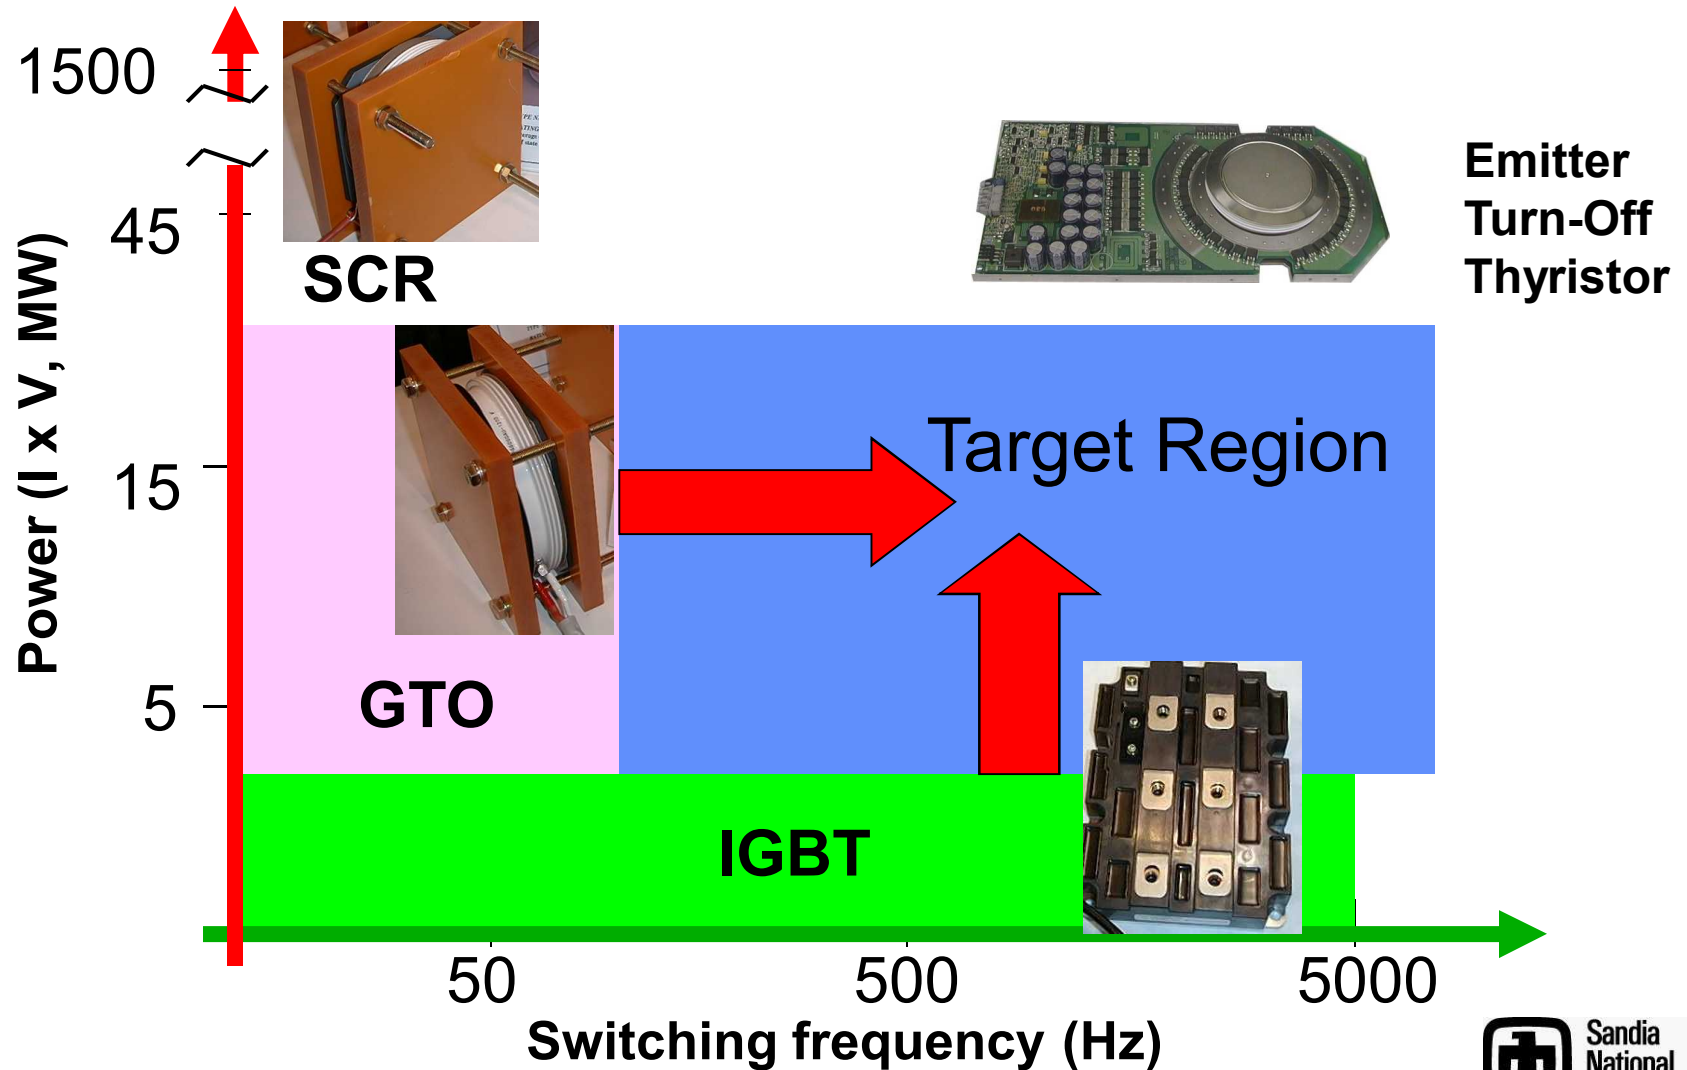 1500
45
15
5
Power (I x V, MW)
SCR
Emitter
Turn-Off
Thyristor
Target Region
GTO
IGBT
50
500
5000
Switching frequency (Hz)
Sandia
National